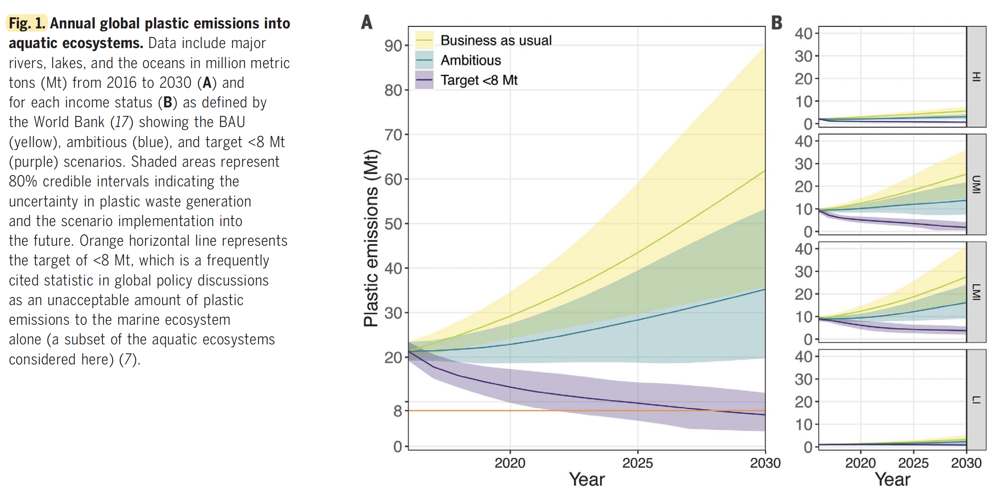 Fig. 1. Annual global plastic emissions into
aquatic ecosystems. Data include major
rivers, lakes, and the oceans in million metric
tons (Mt) from 2016 to 2030 (A) and
for each income status (B) as defined by
the World Bank (17) showing the BAU
(yellow), ambitious (blue), and target <8 Mt
(purple) scenarios. Shaded areas represent
80% credible intervals indicating the
uncertainty in plastic waste generation
and the scenario implementation into
the future. Orange horizontal line represents
the target of <8 Mt, which is a frequently
cited statistic in global policy discussions
as an unacceptable amount of plastic
emissions to the marine ecosystem
alone (a subset of the aquatic ecosystems
considered here) (7).
A
Business as usual
Ambitious
Target <8 Mt
Plastic emissions (Mt)
90
80
70
60
50
40
30
20
8
0
2020 2025 2030
Year
B
40
30
20
10
0
HI
40
30
20
10
0
UMI
40
30
20
10
0
LMI
40
30
20
10
0
LI
2020 2025 2030
Year